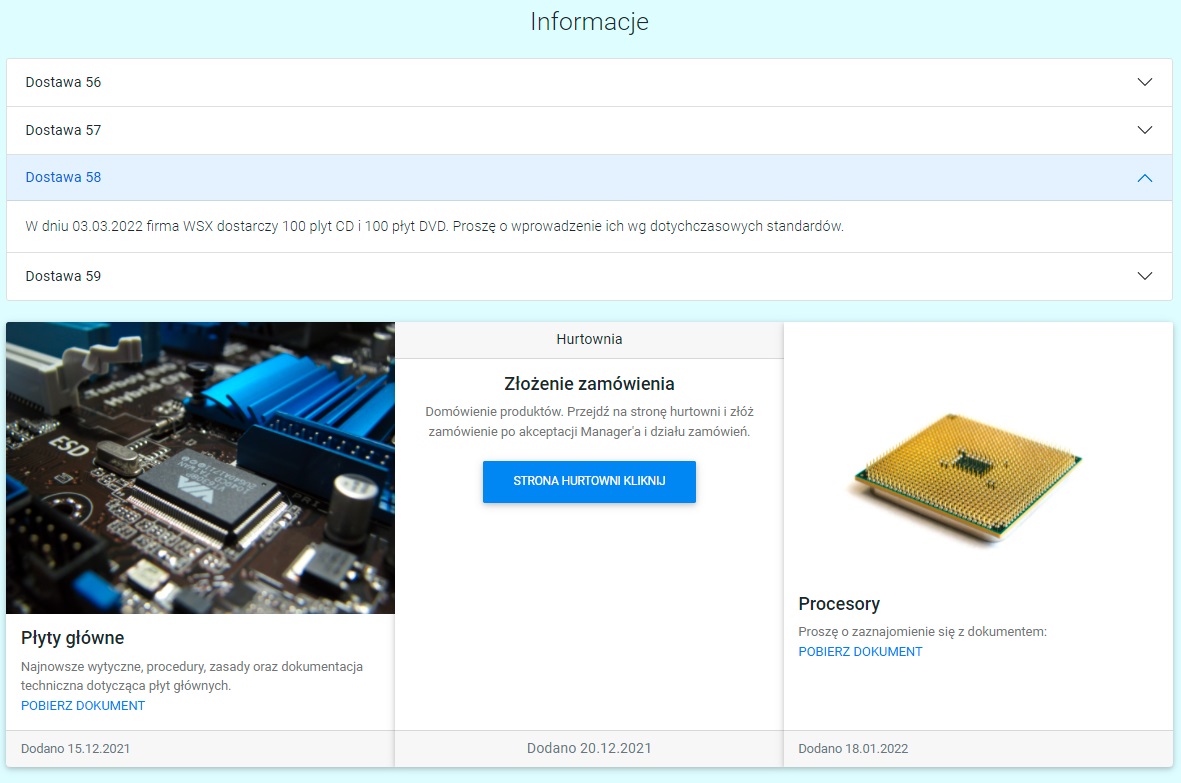 Informacje
Dostawa 56
Dostawa 57
Dostawa 58
W dniu 03.03.2022 firma WSX dostarczy 100 plyt CD i 100 płyt DVD. Proszę o wprowadzenie ich wg dotychczasowych standardów.
Dostawa 59
ESD
VIA
Płyty główne
Najnowsze wytyczne, procedury, zasady oraz dokumentacja
techniczna dotycząca płyt głównych.
POBIERZ DOKUMENT
Dodano 15.12.2021
Hurtownia
Złożenie zamówienia
Domówienie produktów. Przejdź na stronę hurtowni i złóż
zamówienie po akceptacji Manager'a i działu zamówień.
STRONA HURTOWNI KLIKNIJ
Dodano 20.12.2021
Procesory
Proszę o zaznajomienie się z dokumentem:
POBIERZ DOKUMENT
Dodano 18.01.2022